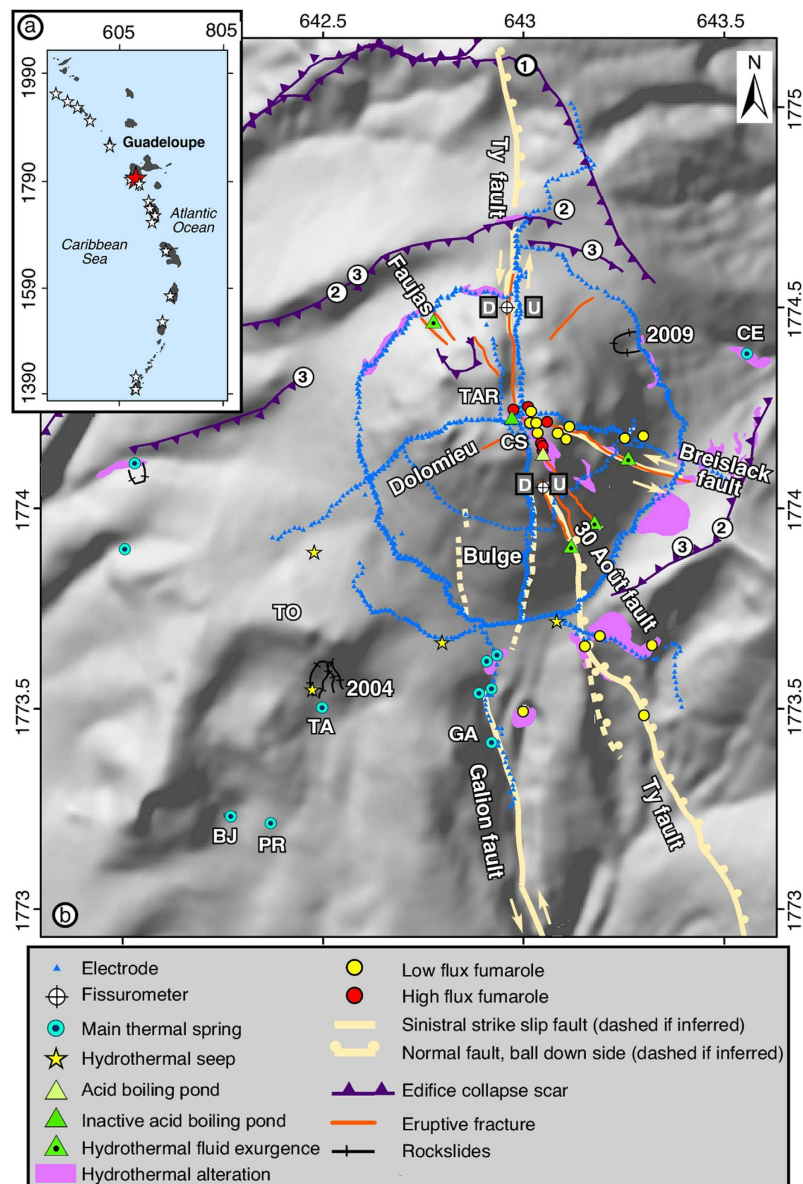 a
605 805
1990
1790
1590
1390
Guadeloupe
Atlantic
Ocean
Caribbean
Sea
642.5 643 643.5
1
N
1775
Ty fault
2
3
3
2
Faujas
D U
1774.5
2009
CE
3
TAR
CS
Dolomieu
Breislack
fault
D U
1774 1774
30 Août fault
2
3
Bulge
TO
2004
TA
1773.5 1773.5
GA
Galion fault
Ty fault
BJ
PR
1773 1773
b
Electrode
Fissurometer
Main thermal spring
Hydrothermal seep
Acid boiling pond
Inactive acid boiling pond
Hydrothermal fluid exurgence
Hydrothermal alteration
Low flux fumarole
High flux fumarole
Sinistral strike slip fault (dashed if inferred)
Normal fault, ball down side (dashed if inferred)
Edifice collapse scar
Eruptive fracture
Rockslides